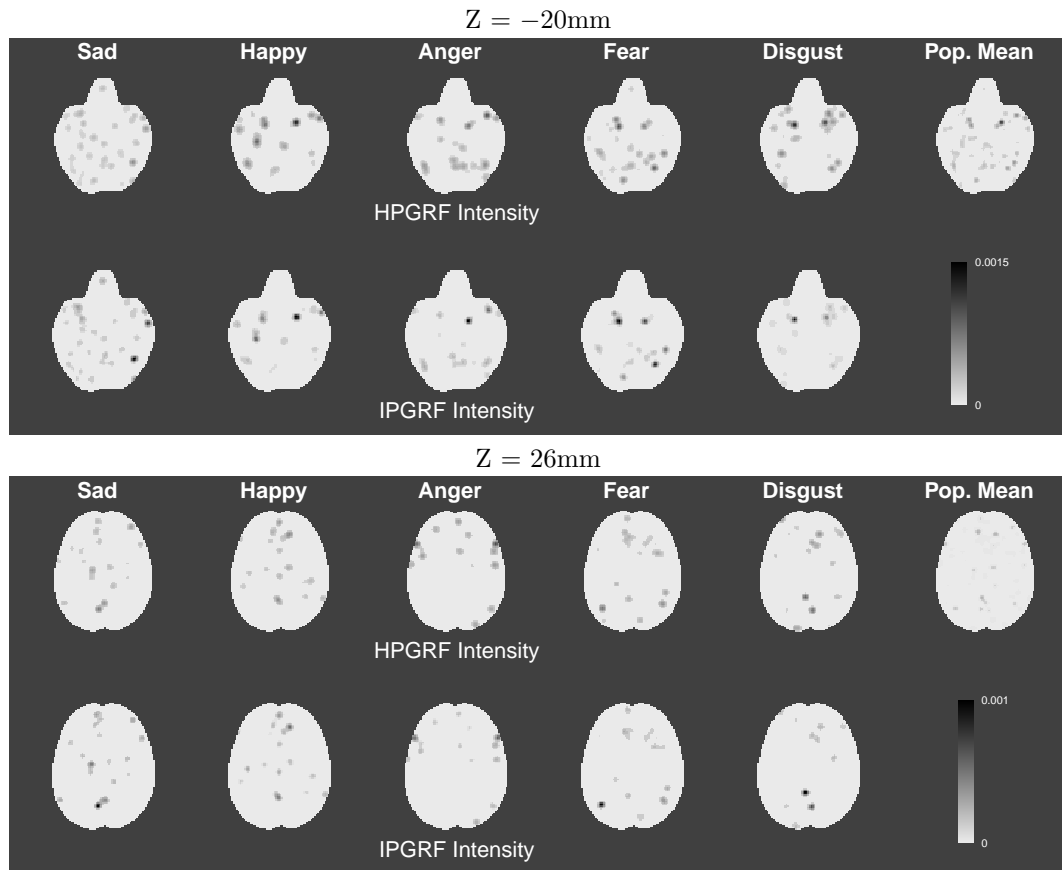 Z = −20mm
Sad Happy Anger Fear Disgust Pop. Mean
HPGRF Intensity
0.0015
0
IPGRF Intensity
Z = 26mm
Sad Happy Anger Fear Disgust Pop. Mean
HPGRF Intensity
0.001
0
IPGRF Intensity